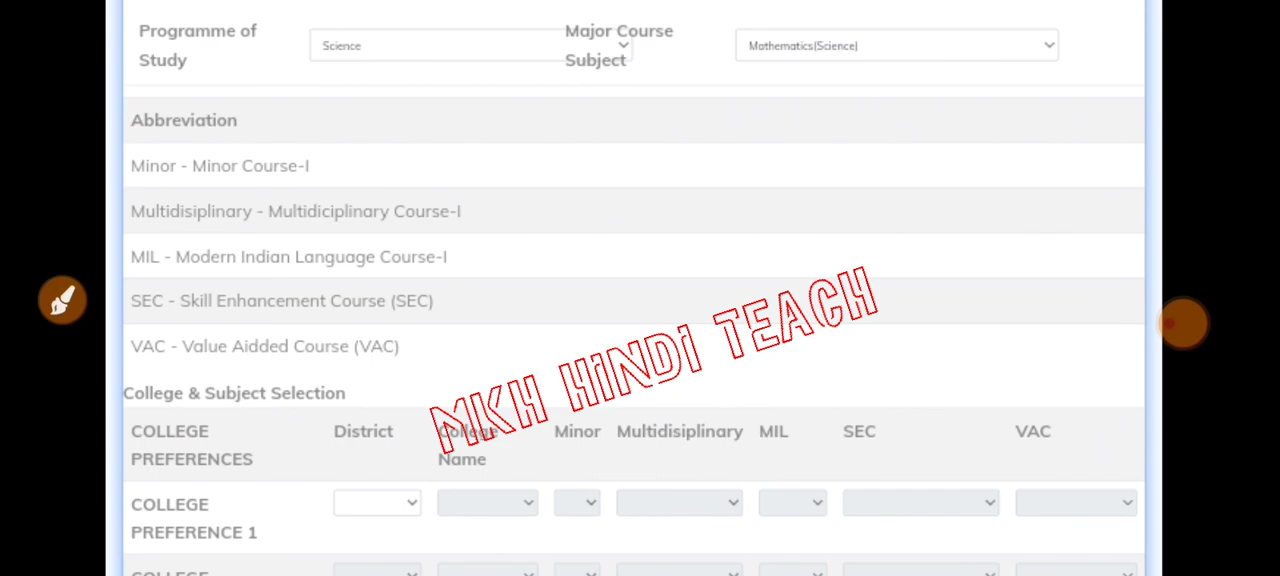 Programme of
Study
Science
Major Course
Subject
Mathematics(Science)
Abbreviation
Minor - Minor Course-I
Multidisiplinary - Multidiciplinary Course-I
MIL - Modern Indian Language Course-I
SEC - Skill Enhancement Course (SEC)
VAC - Value Aidded Course (VAC)
MKH HiNDi TEACH
College & Subject Selection
COLLEGE
PREFERENCES
District
College
Name
Minor
Multidisiplinary
MIL
SEC
VAC
COLLEGE
PREFERENCE 1
COLLEGE